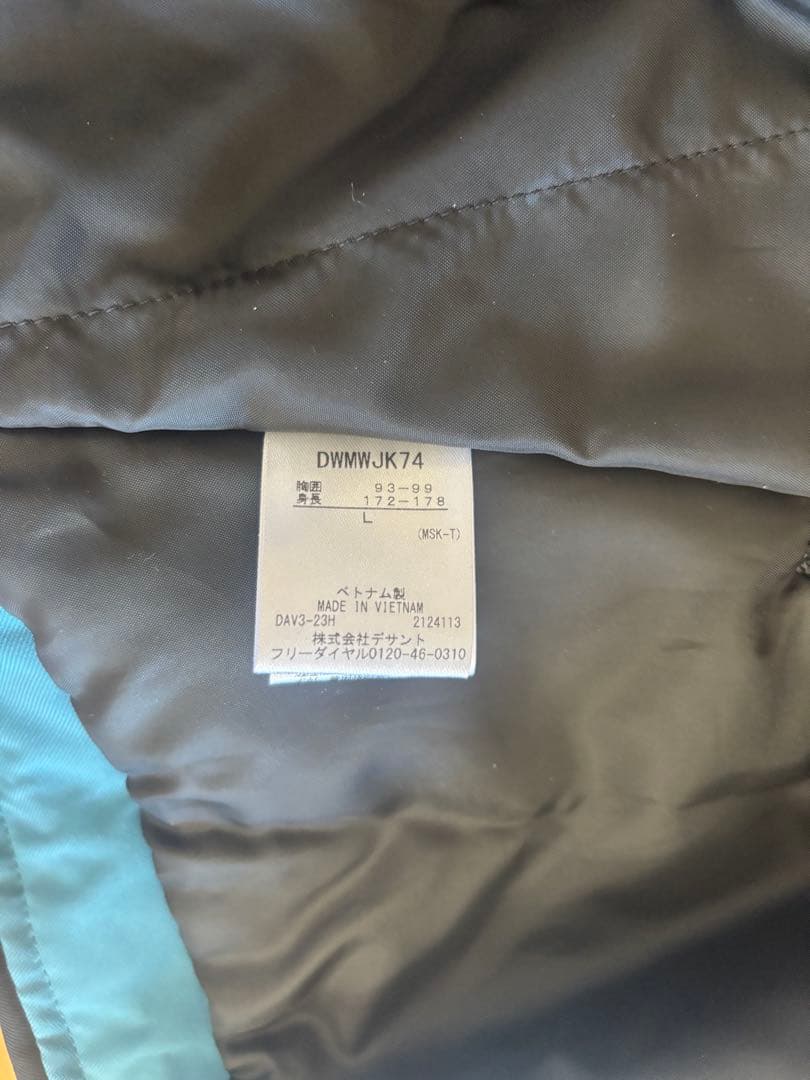 DWMWJK74
胸囲 93-99
身長 172-178
L
(MSK-T)
ベトナム製
MADE IN VIETNAM
DAV3-23H 2124113
株式会社デサント
フリーダイヤル0120-46-0310